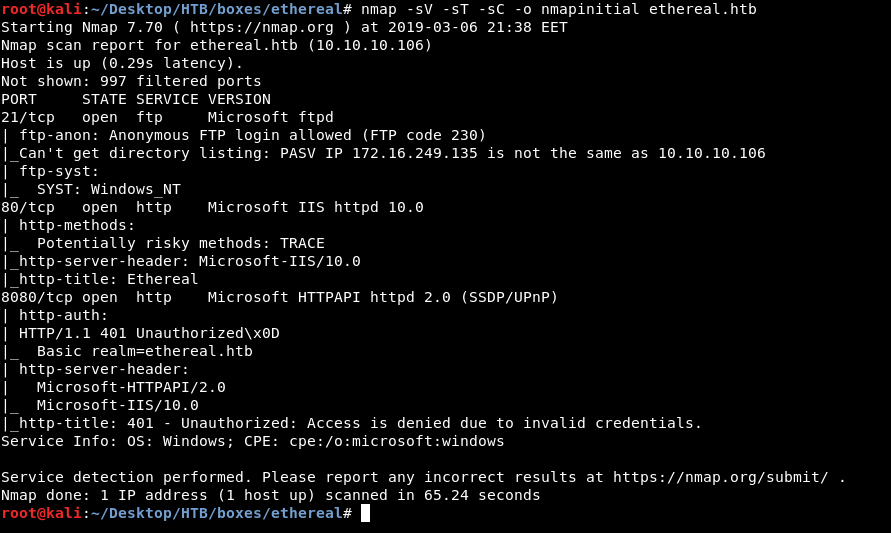 root@kali:~/Desktop/HTB/boxes/ethereal# nmap -sV -sT -sC -o nmapinitial ethereal.htb
Starting Nmap 7.70 ( https://nmap.org ) at 2019-03-06 21:38 EET
Nmap scan report for ethereal.htb (10.10.10.106)
Host is up (0.29s latency).
Not shown: 997 filtered ports
PORT     STATE SERVICE VERSION
21/tcp   open  ftp     Microsoft ftpd
| ftp-anon: Anonymous FTP login allowed (FTP code 230)
|_Can't get directory listing: PASV IP 172.16.249.135 is not the same as 10.10.10.106
| ftp-syst:
|_  SYST: Windows_NT
80/tcp   open  http    Microsoft IIS httpd 10.0
| http-methods:
|_  Potentially risky methods: TRACE
|_http-server-header: Microsoft-IIS/10.0
|_http-title: Ethereal
8080/tcp open  http    Microsoft HTTPAPI httpd 2.0 (SSDP/UPnP)
| http-auth:
| HTTP/1.1 401 Unauthorized\x0D
|_  Basic realm=ethereal.htb
| http-server-header:
|   Microsoft-HTTPAPI/2.0
|_  Microsoft-IIS/10.0
|_http-title: 401 - Unauthorized: Access is denied due to invalid credentials.
Service Info: OS: Windows; CPE: cpe:/o:microsoft:windows

Service detection performed. Please report any incorrect results at https://nmap.org/submit/ .
Nmap done: 1 IP address (1 host up) scanned in 65.24 seconds
root@kali:~/Desktop/HTB/boxes/ethereal#